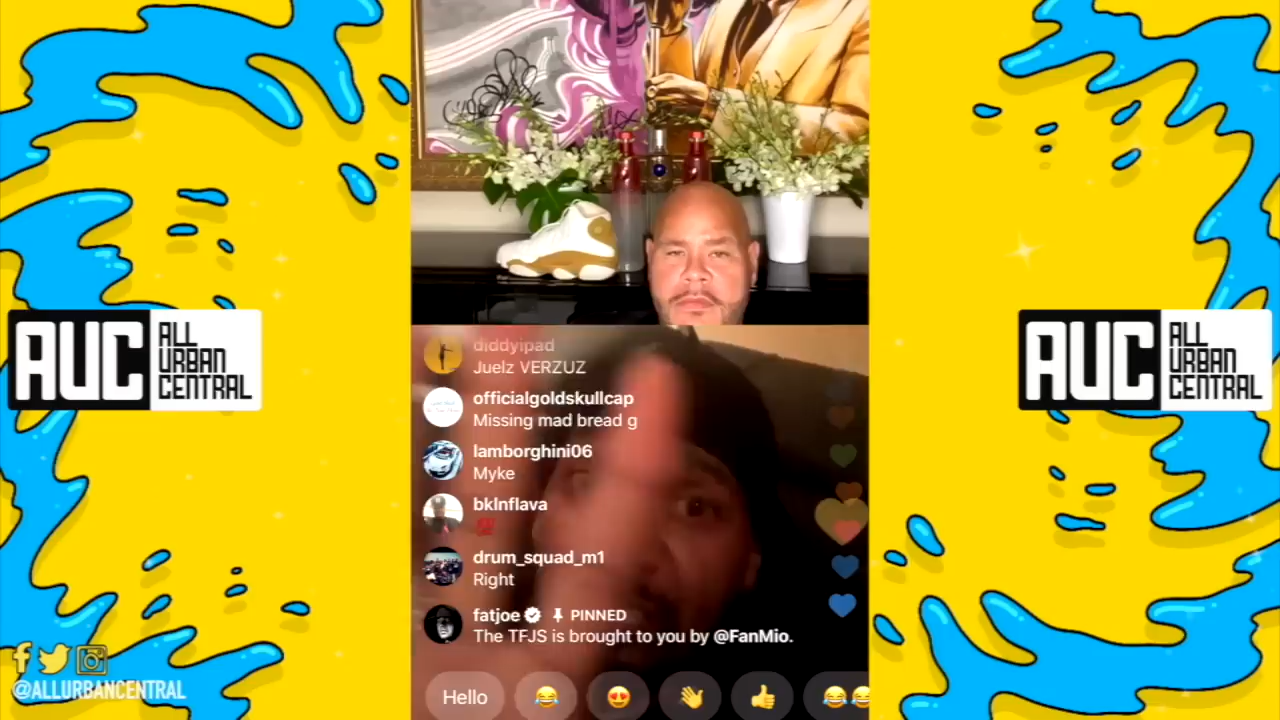 AUC
ALL
URBAN
CENTRAL
AUC
ALL
URBAN
CENTRAL
diddyipad
Juelz VERZUZ
officialgoldskullcap
Missing mad bread g
lamborghini06
Myke
bklnflava
drum_squad_m1
Right
fatjoe PINNED
The TFJS is brought to you by @FanMio.
Hello
@ALLURBANCENTRAL